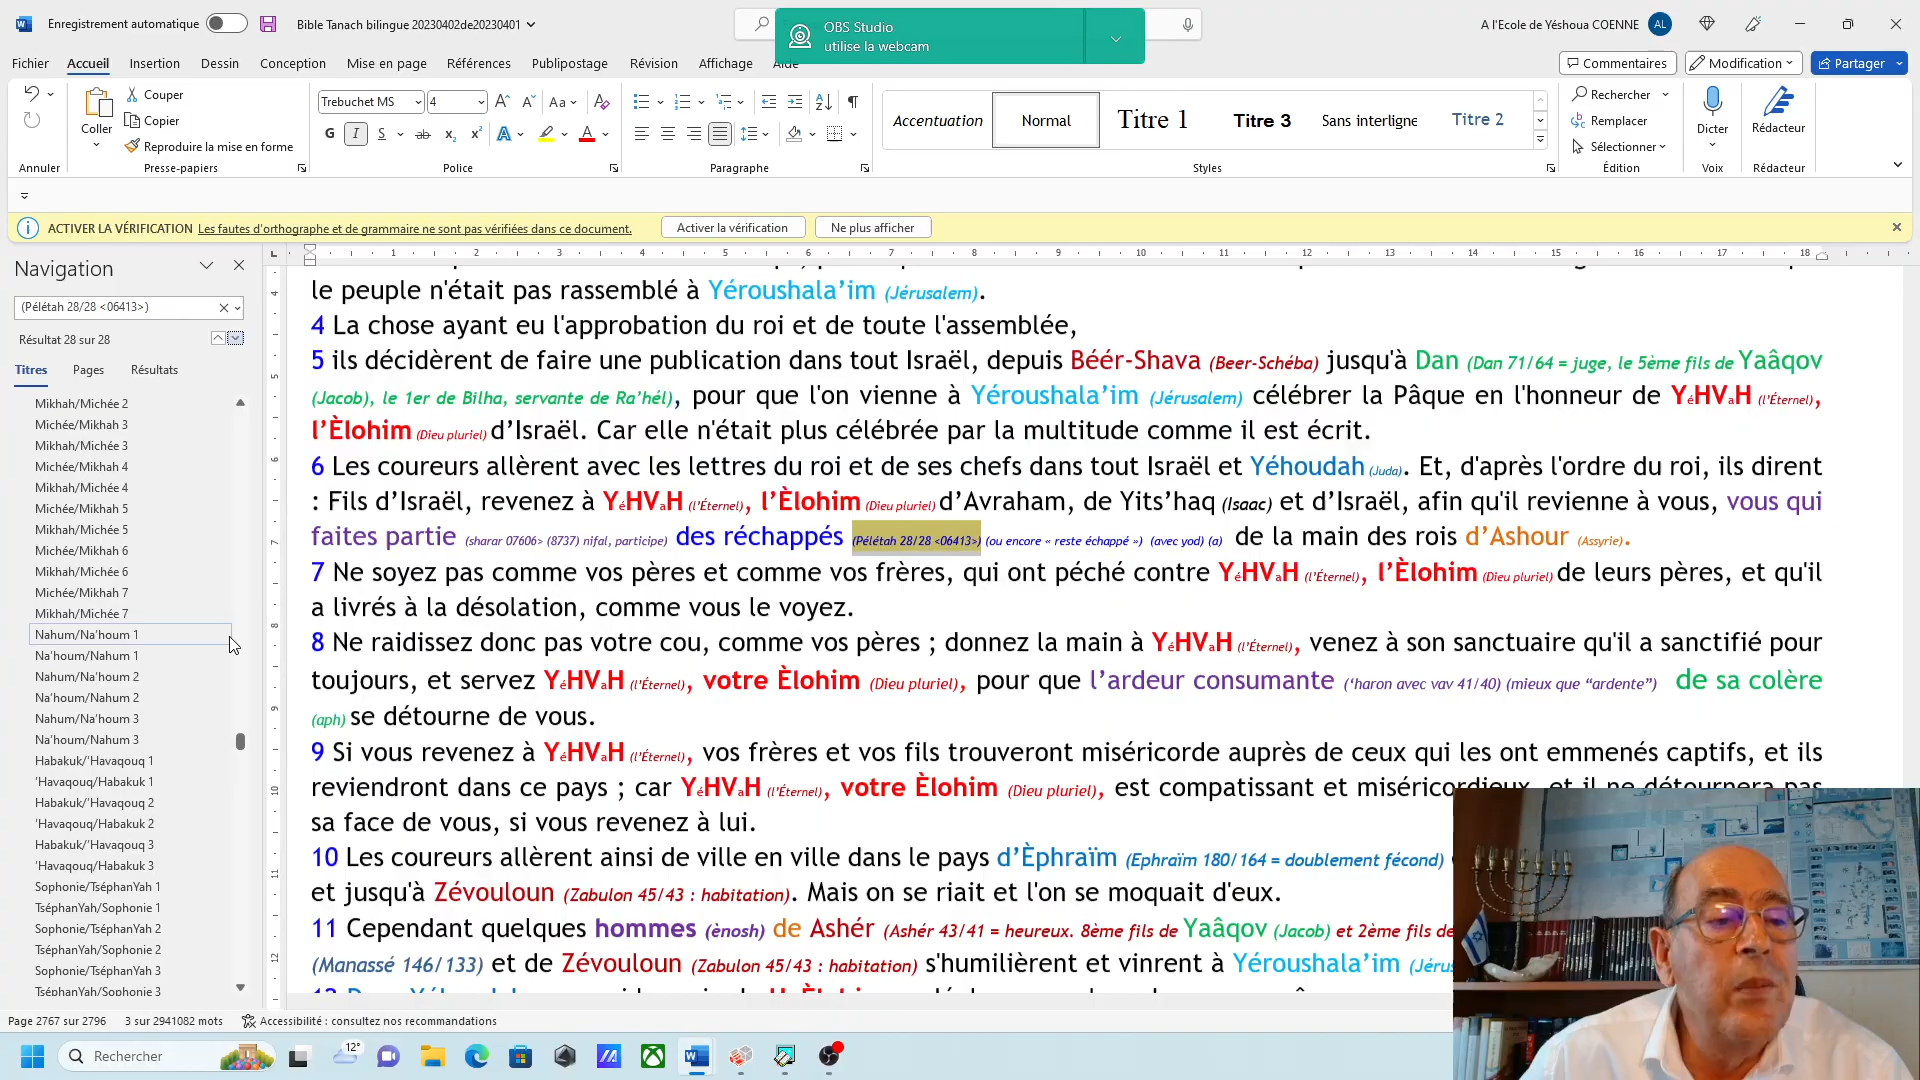 Enregistrement automatique
Bible Tanach bilingue 20230402de20230401
OBS Studio
utilise la webcam
A l'Ecole de Yéshoua COENNE
AL
Fichier Accueil Insertion Dessin Conception Mise en page Références Publipostage Révision Affichage Aide
Commentaires Modification Partager
Coller
Couper
Copier
Reproduire la mise en forme
Trebuchet MS 4
Accentuation Normal Titre 1 Titre 3 Sans interligne Titre 2
Rechercher
Remplacer
Sélectionner
Dicter
Rédacteur
Annuler Presse-papiers Police Paragraphe Styles Édition Voix Rédacteur
ACTIVER LA VÉRIFICATION Les fautes d'orthographe et de grammaire ne sont pas vérifiées dans ce document. Activer la vérification Ne plus afficher
1 2 3 4 5 6 7 8 9 10 11 12 13 14 15 16 17 18
Navigation
(Pélétah 28/28 <06413>)
Résultat 28 sur 28
Titres Pages Résultats
Mikhah/Michée 2
Michée/Mikhah 3
Mikhah/Michée 3
Michée/Mikhah 4
Mikhah/Michée 4
Michée/Mikhah 5
Mikhah/Michée 5
Michée/Mikhah 6
Mikhah/Michée 6
Michée/Mikhah 7
Mikhah/Michée 7
Nahum/Na'houm 1
Na'houm/Nahum 1
Nahum/Na'houm 2
Na'houm/Nahum 2
Nahum/Na'houm 3
Na'houm/Nahum 3
Habakuk/'Havaqouq 1
'Havaqouq/Habakuk 1
Habakuk/'Havaqouq 2
'Havaqouq/Habakuk 2
Habakuk/'Havaqouq 3
'Havaqouq/Habakuk 3
Sophonie/TséphanYah 1
TséphanYah/Sophonie 1
Sophonie/TséphanYah 2
TséphanYah/Sophonie 2
Sophonie/TséphanYah 3
TséphanYah/Sophonie 3
le peuple n'était pas rassemblé à Yéroushala’im (Jérusalem).
4 La chose ayant eu l'approbation du roi et de toute l'assemblée,
5 ils décidèrent de faire une publication dans tout Israël, depuis Béér-Shava (Beer-Schéba) jusqu'à Dan (Dan 71/64 = juge, le 5ème fils de Yaâqov
(Jacob), le 1er de Bilha, servante de Ra’hél), pour que l'on vienne à Yéroushala’im (Jérusalem) célébrer la Pâque en l'honneur de YéHVaH (l’Éternel),
l’Èlohim (Dieu pluriel) d’Israël. Car elle n'était plus célébrée par la multitude comme il est écrit.
6 Les coureurs allèrent avec les lettres du roi et de ses chefs dans tout Israël et Yéhoudah (Juda). Et, d'après l'ordre du roi, ils dirent
: Fils d’Israël, revenez à YéHVaH (l’Éternel), l’Èlohim (Dieu pluriel) d’Avraham, de Yits’haq (Isaac) et d’Israël, afin qu'il revienne à vous, vous qui
faites partie (sharar 07606> (8737) nifal, participe) des réchappés (Pélétah 28/28 <06413>) (ou encore « reste échappé ») (avec yod) (a) de la main des rois d’Ashour (Assyrie).
7 Ne soyez pas comme vos pères et comme vos frères, qui ont péché contre YéHVaH (l’Éternel), l’Èlohim (Dieu pluriel) de leurs pères, et qu'il
a livrés à la désolation, comme vous le voyez.
8 Ne raidissez donc pas votre cou, comme vos pères ; donnez la main à YéHVaH (l’Éternel), venez à son sanctuaire qu'il a sanctifié pour
toujours, et servez YéHVaH (l’Éternel), votre Èlohim (Dieu pluriel), pour que l’ardeur consumante (‘haron avec vav 41/40) (mieux que “ardente”) de sa colère
(aph) se détourne de vous.
9 Si vous revenez à YéHVaH (l’Éternel), vos frères et vos fils trouveront miséricorde auprès de ceux qui les ont emmenés captifs, et ils
reviendront dans ce pays ; car YéHVaH (l’Éternel), votre Èlohim (Dieu pluriel), est compatissant et miséricordieux, et il ne détournera pas
sa face de vous, si vous revenez à lui.
10 Les coureurs allèrent ainsi de ville en ville dans le pays d’Èphraïm (Ephraïm 180/164 = doublement fécond)
et jusqu'à Zévouloun (Zabulon 45/43 : habitation). Mais on se riait et l'on se moquait d'eux.
11 Cependant quelques hommes (ènosh) de Ashér (Ashér 43/41 = heureux. 8ème fils de Yaâqov (Jacob) et 2ème fils de
(Manassé 146/133) et de Zévouloun (Zabulon 45/43 : habitation) s'humilièrent et vinrent à Yéroushala’im
Page 2767 sur 2796 3 sur 2941082 mots Accessibilité : consultez nos recommandations
Rechercher
12°